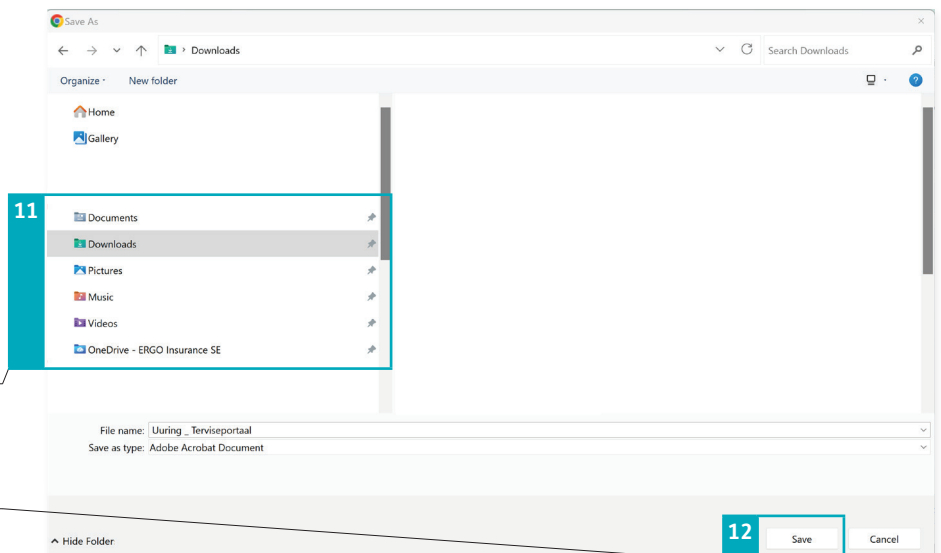 Save As
Downloads
Search Downloads
Organize
New folder
Home
Gallery
11
Documents
Downloads
Pictures
Music
Videos
OneDrive - ERGO Insurance SE
File name: Uuring _ Terviseportaal
Save as type: Adobe Acrobat Document
Hide Folder
12
Save
Cancel